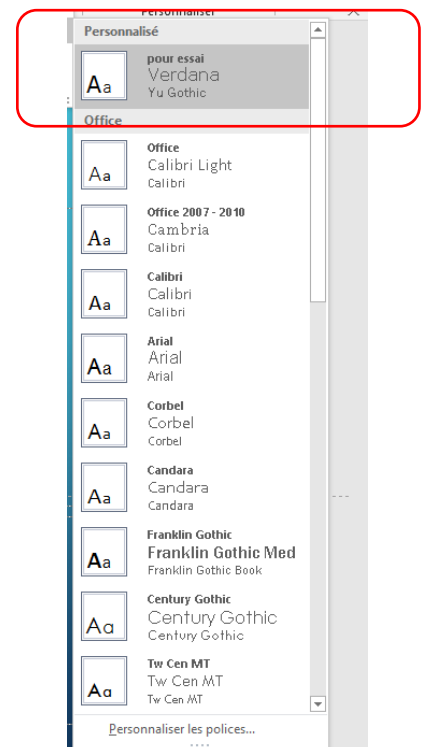 Personnaliser
Personnalisé
Aa
pour essai
Verdana
Yu Gothic
Office
Aa
Office
Calibri Light
Calibri
Aa
Office 2007 - 2010
Cambria
Calibri
Aa
Calibri
Calibri
Calibri
Aa
Arial
Arial
Arial
Aa
Corbel
Corbel
Corbel
Aa
Candara
Candara
Candara
Aa
Franklin Gothic
Franklin Gothic Med
Franklin Gothic Book
Aa
Century Gothic
Century Gothic
Century Gothic
Aa
Tw Cen MT
Tw Cen MT
Tw Cen MT
Personnaliser les polices...